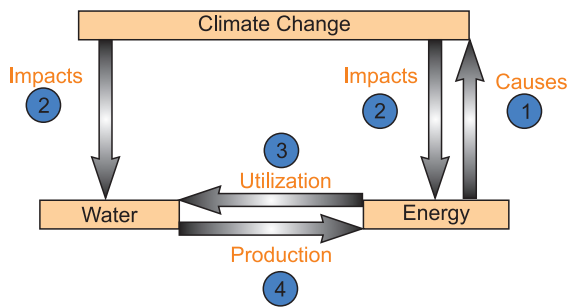 Climate Change
Impacts
2
Impacts
2
Causes
1
3
Utilization
Water
Energy
Production
4